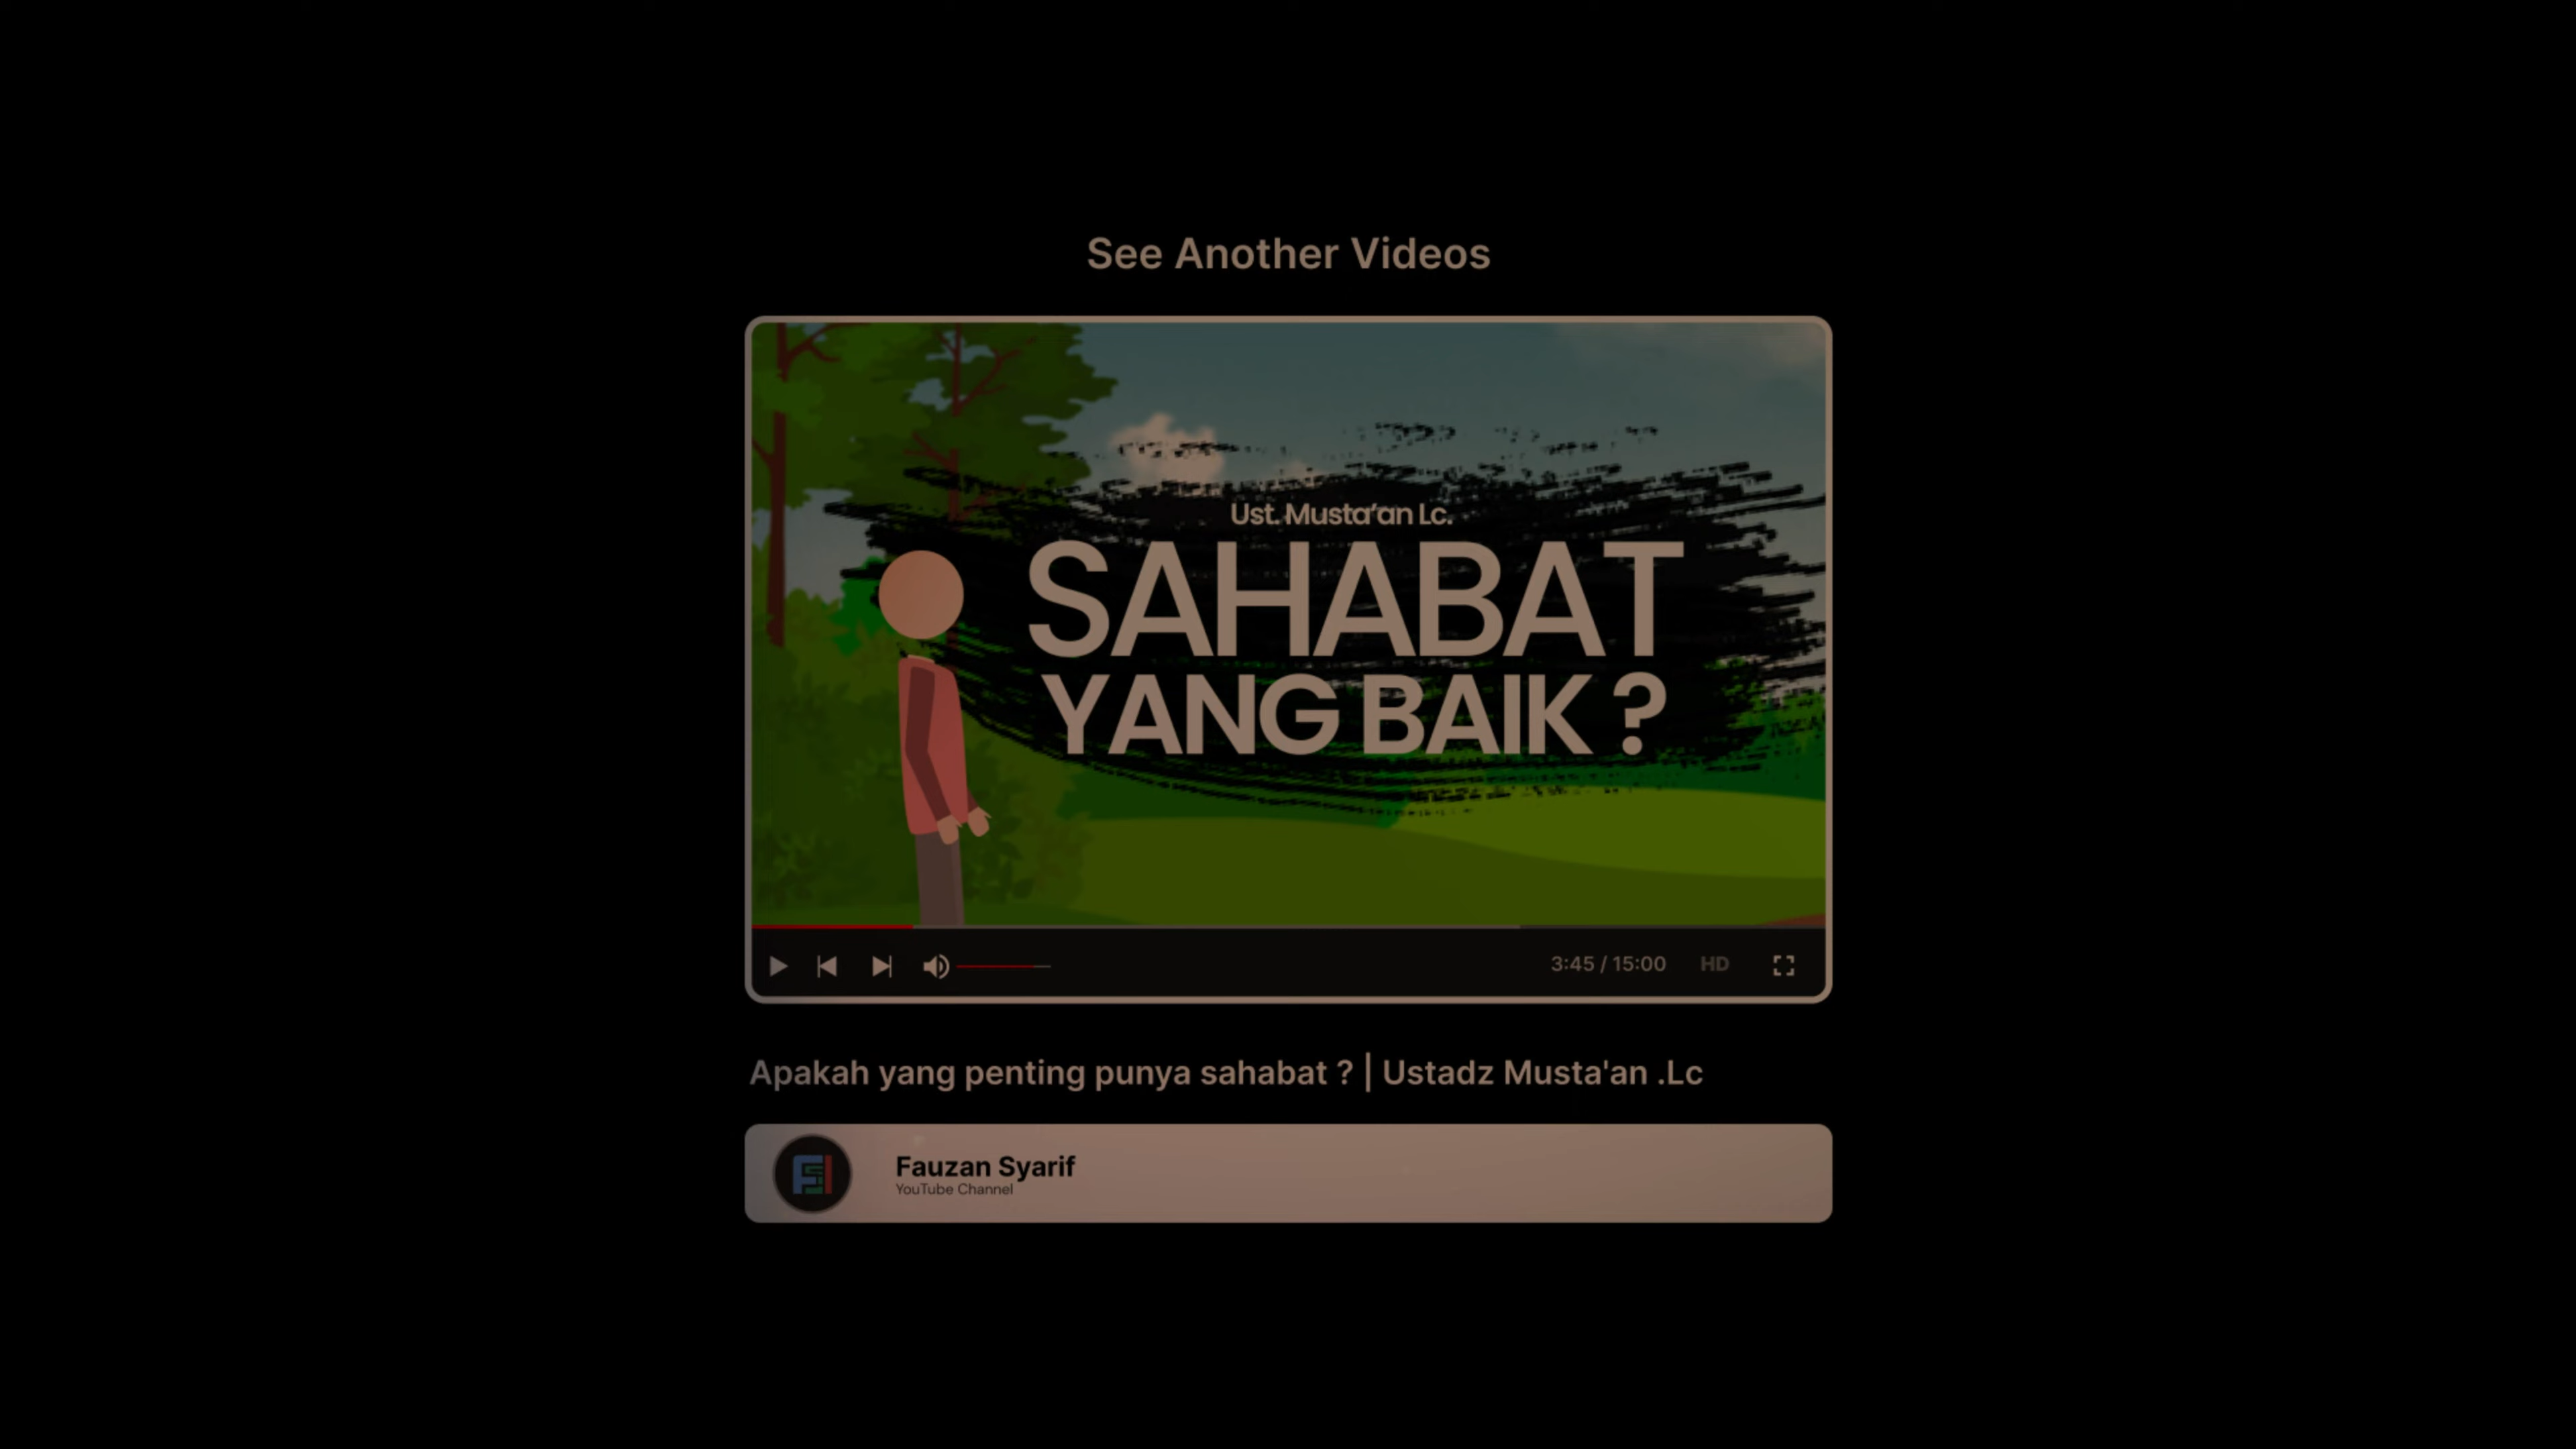 See Another Videos
Ust. Musta'an Lc.
SAHABAT
YANG BAIK ?
3:45 / 15:00 HD
Apakah yang penting punya sahabat ? | Ustadz Musta'an .Lc
Fauzan Syarif
YouTube Channel